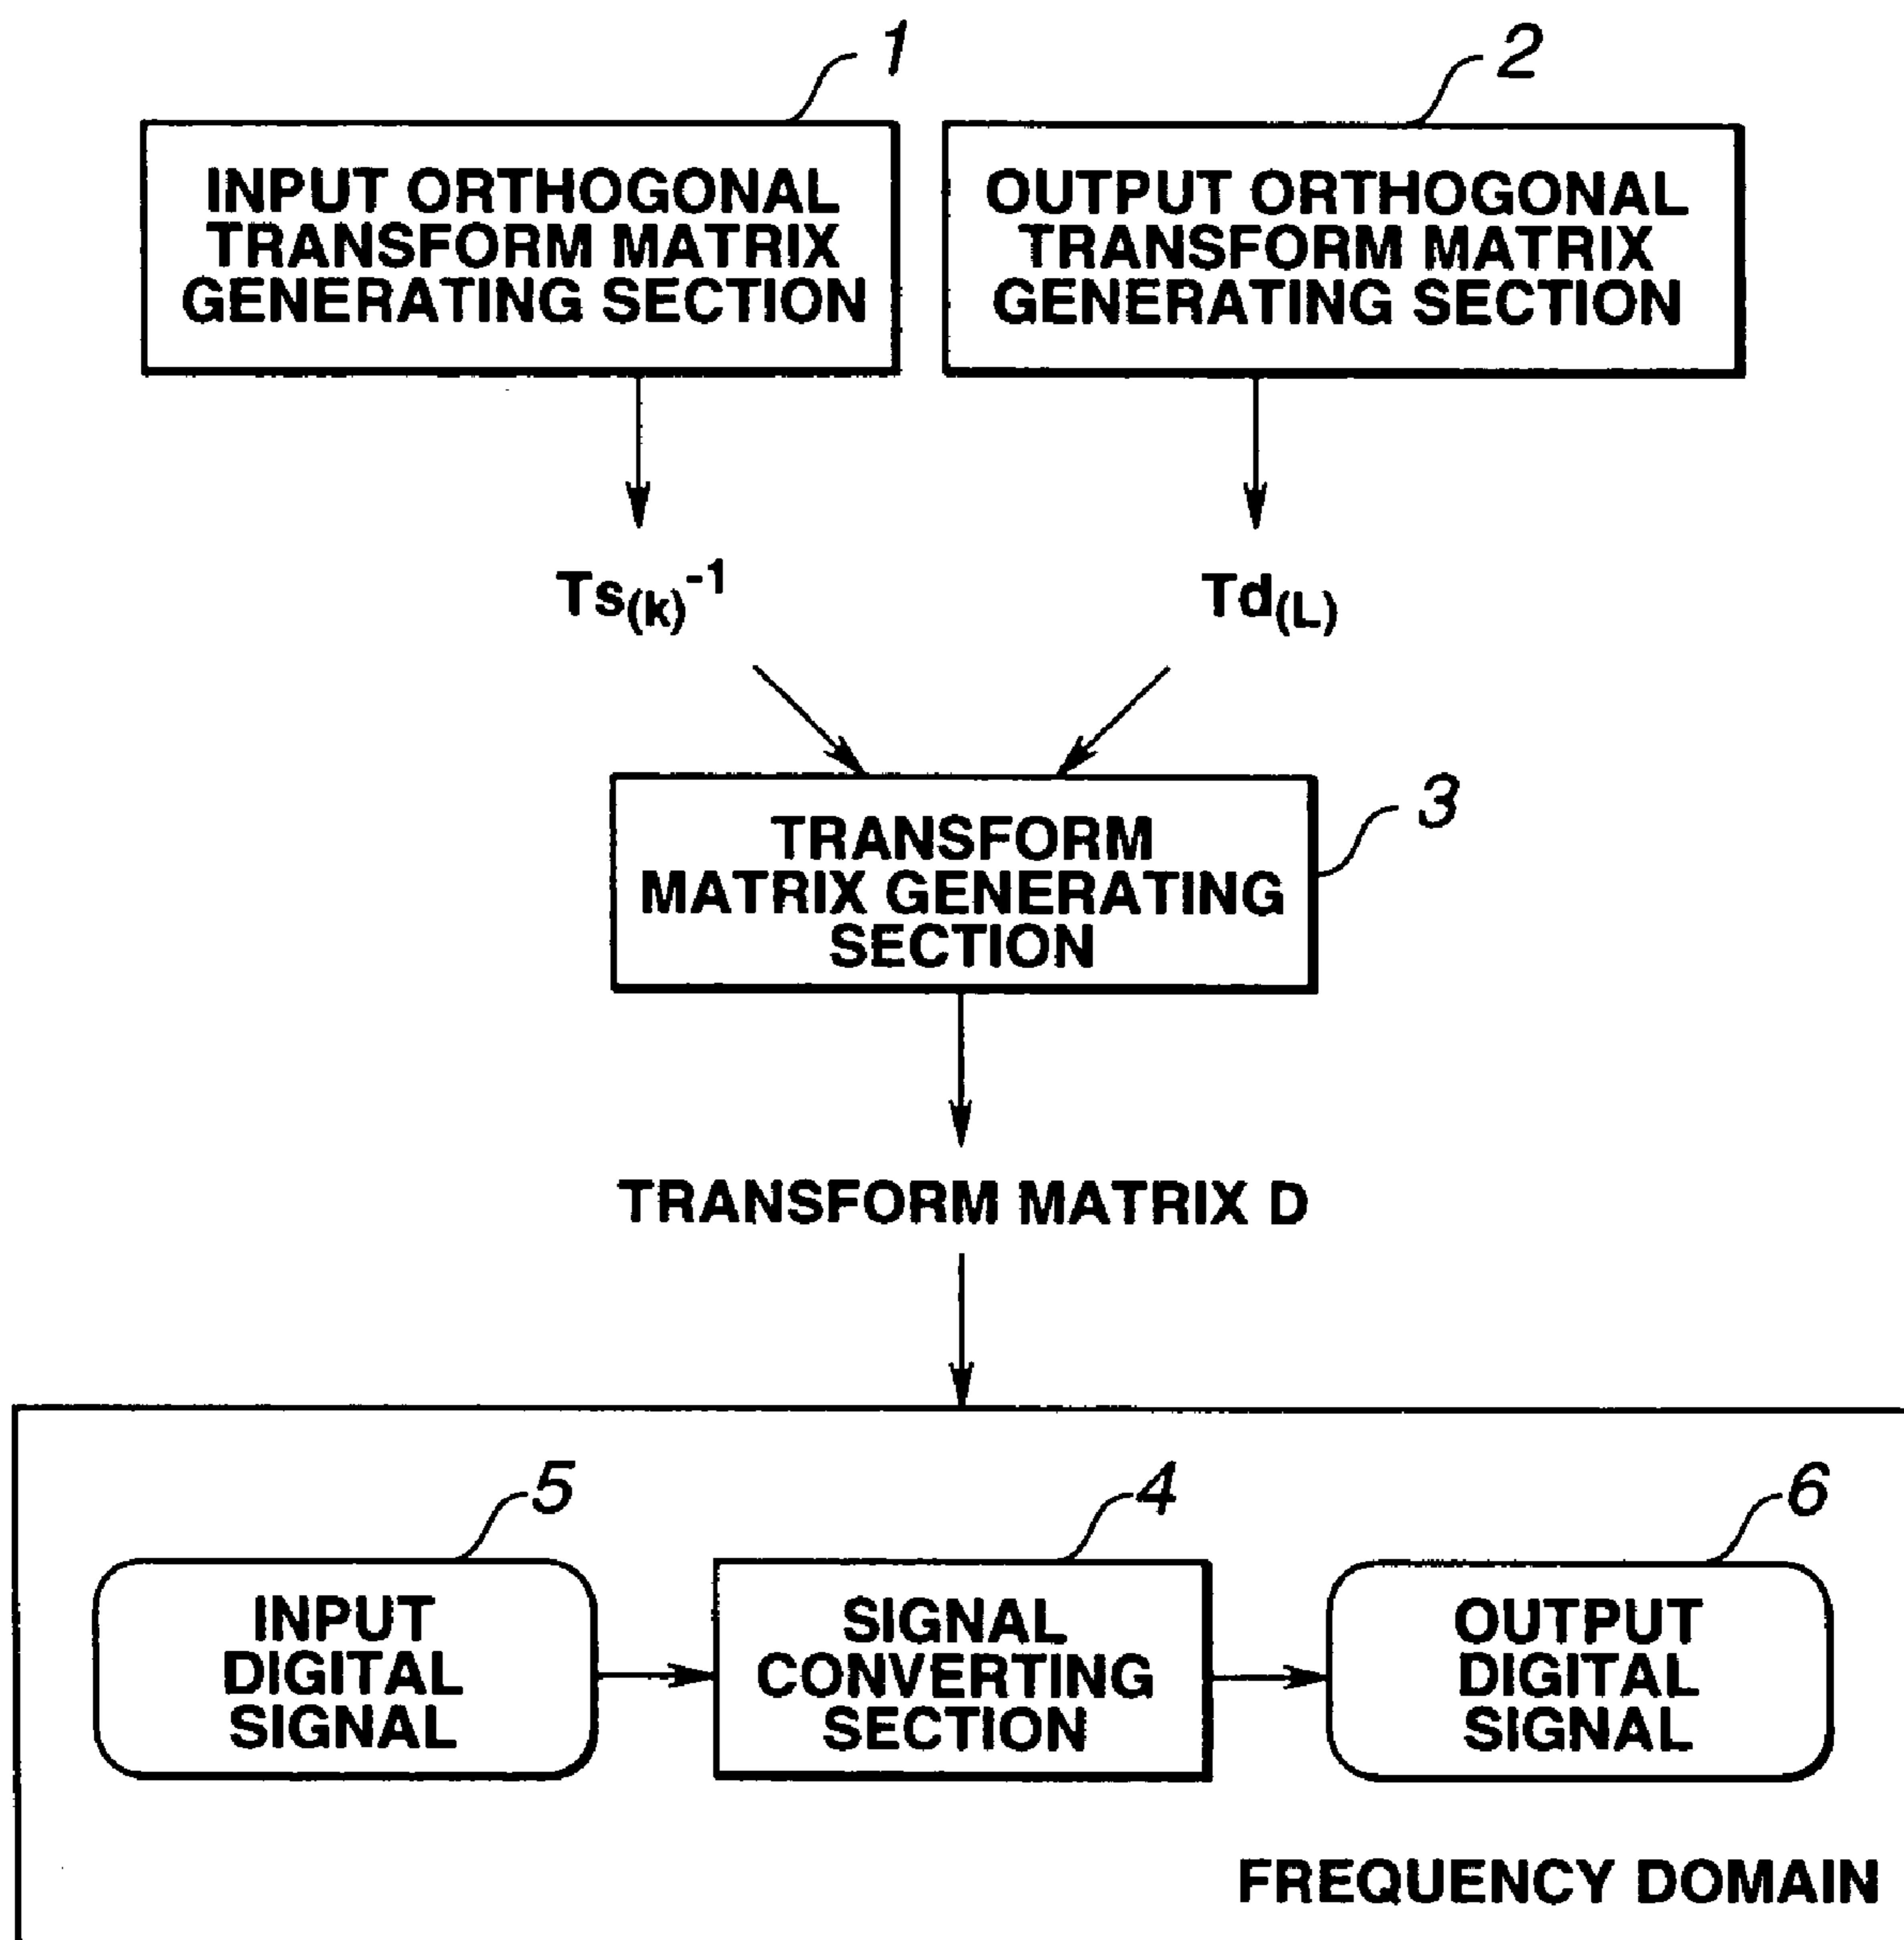 1
2
INPUT ORTHOGONAL
TRANSFORM MATRIX
GENERATING SECTION
OUTPUT ORTHOGONAL
TRANSFORM MATRIX
GENERATING SECTION
Ts(k)-1
Td(L)
3
TRANSFORM
MATRIX GENERATING
SECTION
TRANSFORM MATRIX D
5
4
6
INPUT
DIGITAL
SIGNAL
SIGNAL
CONVERTING
SECTION
OUTPUT
DIGITAL
SIGNAL
FREQUENCY DOMAIN